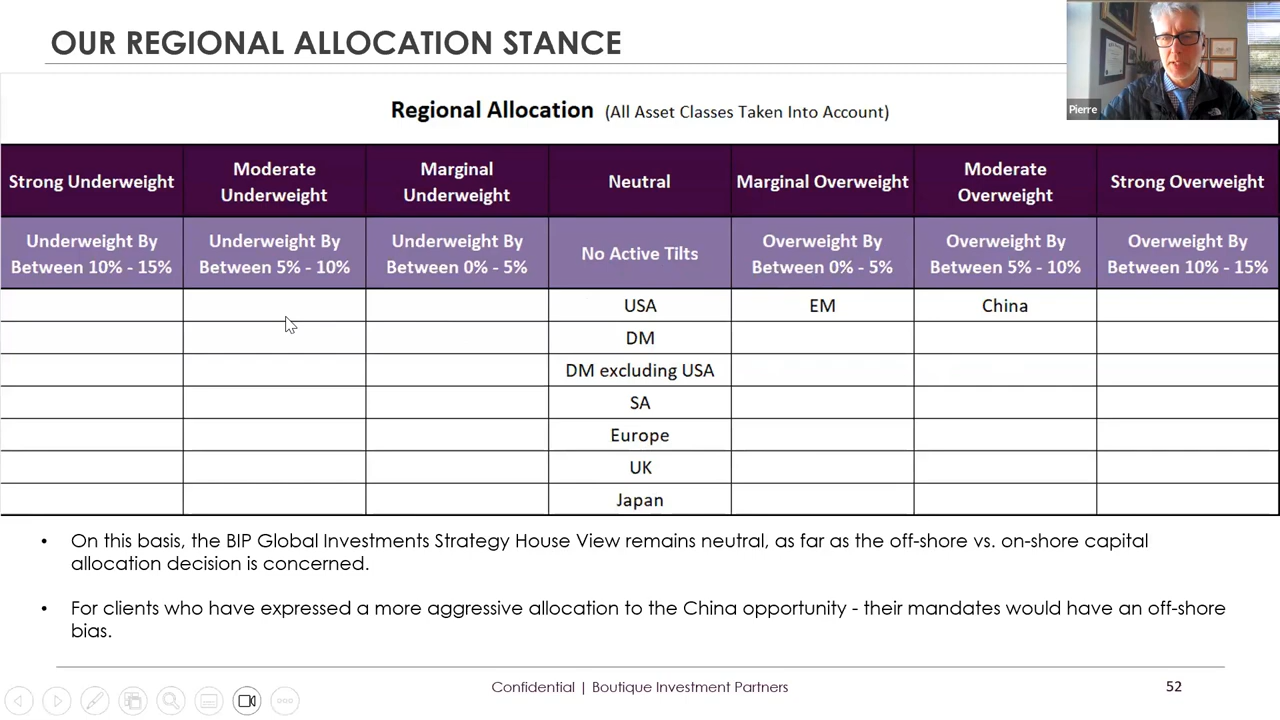 OUR REGIONAL ALLOCATION STANCE
Pierre
Regional Allocation (All Asset Classes Taken Into Account)
Strong Underweight
Moderate
Underweight
Marginal
Underweight
Neutral
Marginal Overweight
Moderate
Overweight
Strong Overweight
Underweight By
Between 10% - 15%
Underweight By
Between 5% - 10%
Underweight By
Between 0% - 5%
No Active Tilts
Overweight By
Between 0% - 5%
Overweight By
Between 5% - 10%
Overweight By
Between 10% - 15%
USA
EM
China
DM
DM excluding USA
SA
Europe
UK
Japan
• On this basis, the BIP Global Investments Strategy House View remains neutral, as far as the off-shore vs. on-shore capital
allocation decision is concerned.
• For clients who have expressed a more aggressive allocation to the China opportunity - their mandates would have an off-shore
bias.
Confidential | Boutique Investment Partners
52